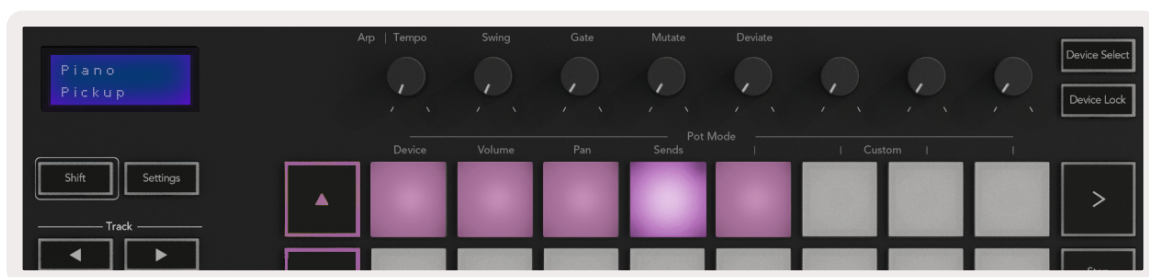 Piano
Pickup
Arp | Tempo Swing Gate Mutate Deviate
Device Select
Device Lock
Pot Mode
Device Volume Pan Sends | | Custom | |
Shift Settings
Track